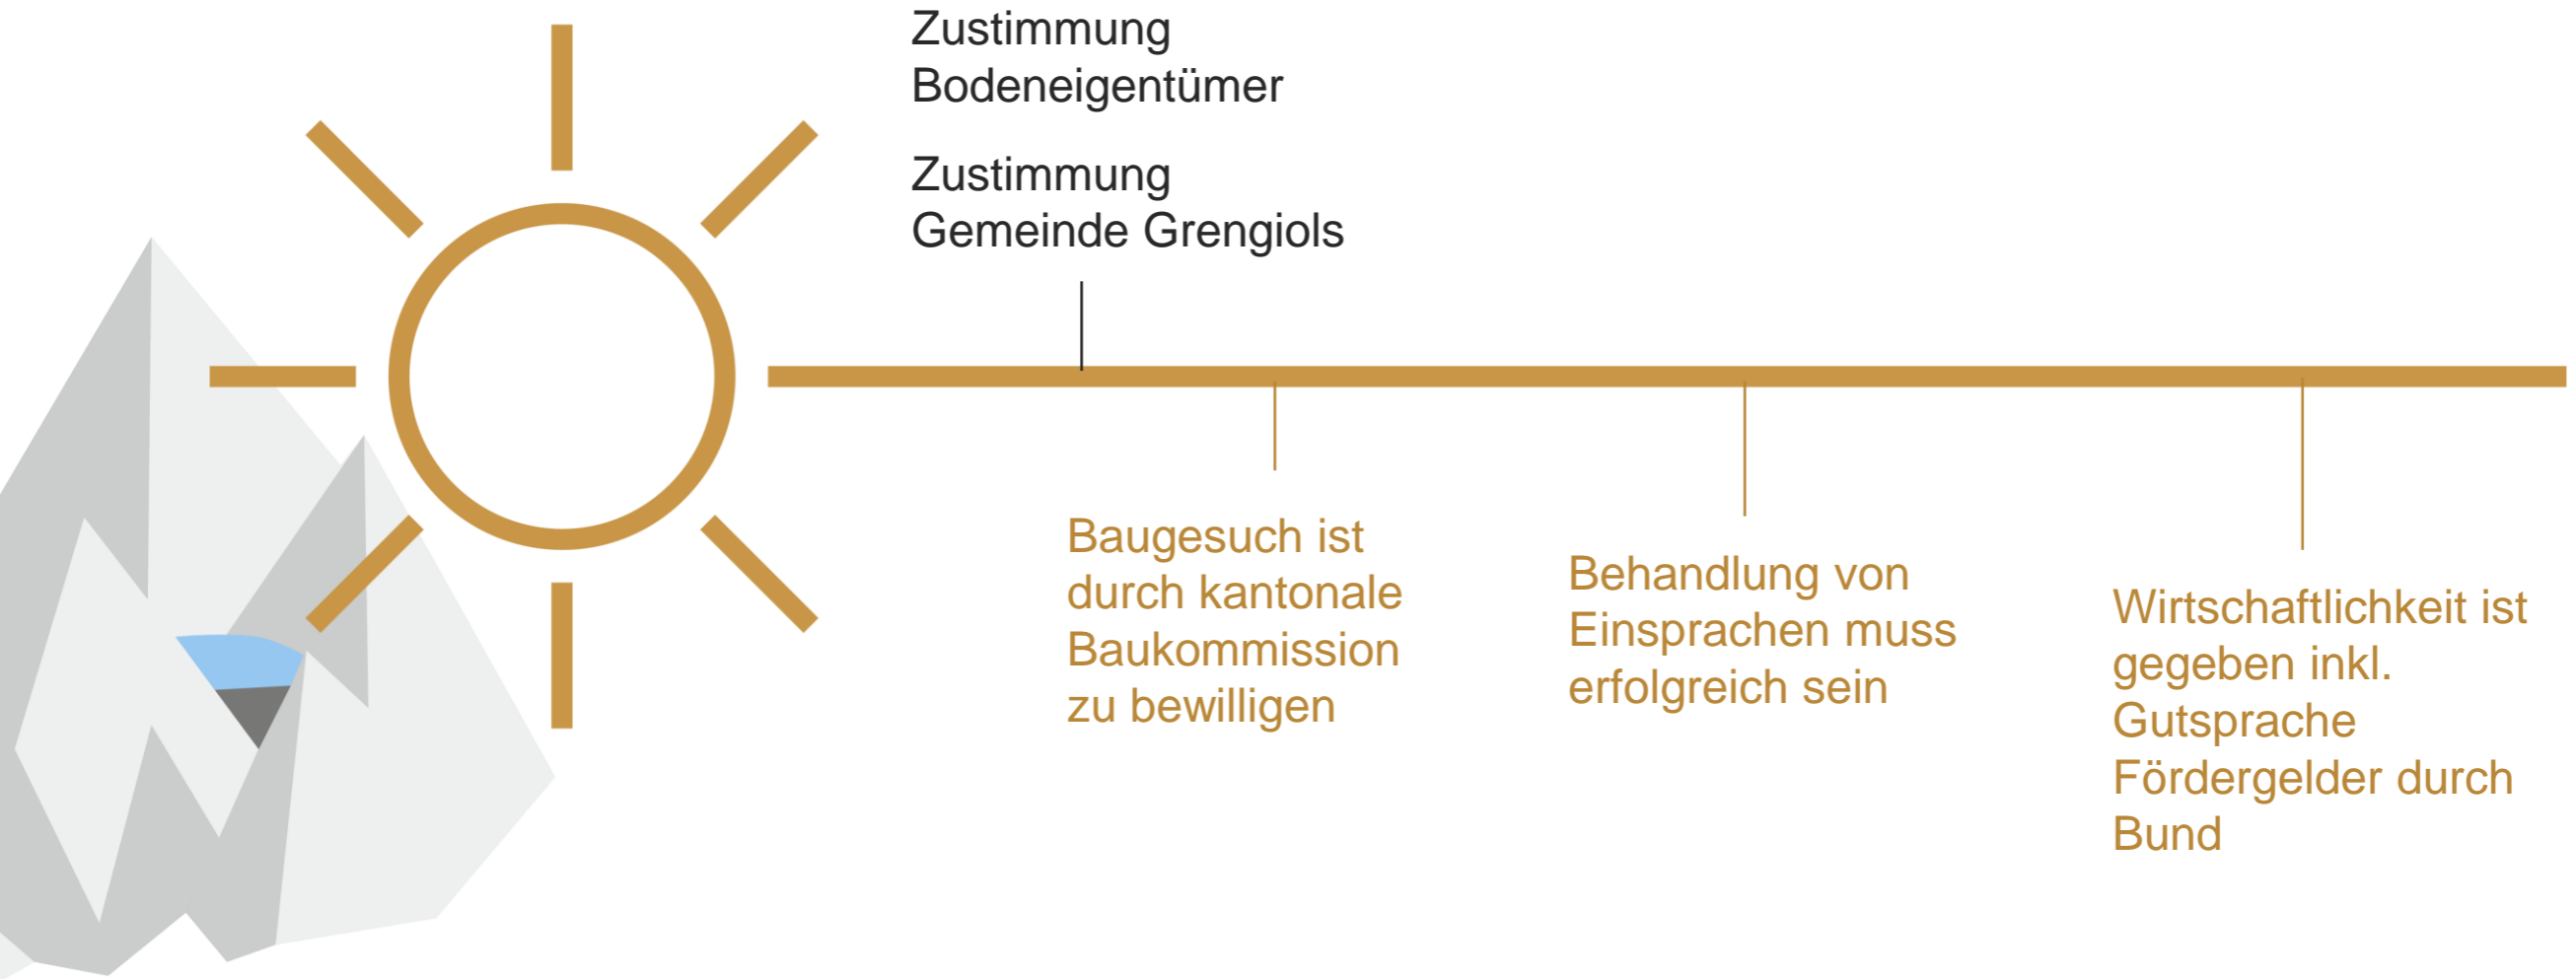 Zustimmung
Bodeneigentümer
Zustimmung
Gemeinde Grengiols
Baugesuch ist
durch kantonale
Baukommission
zu bewilligen
Behandlung von
Einsprachen muss
erfolgreich sein
Wirtschaftlichkeit ist
gegeben inkl.
Gutsprache
Fördergelder durch
Bund